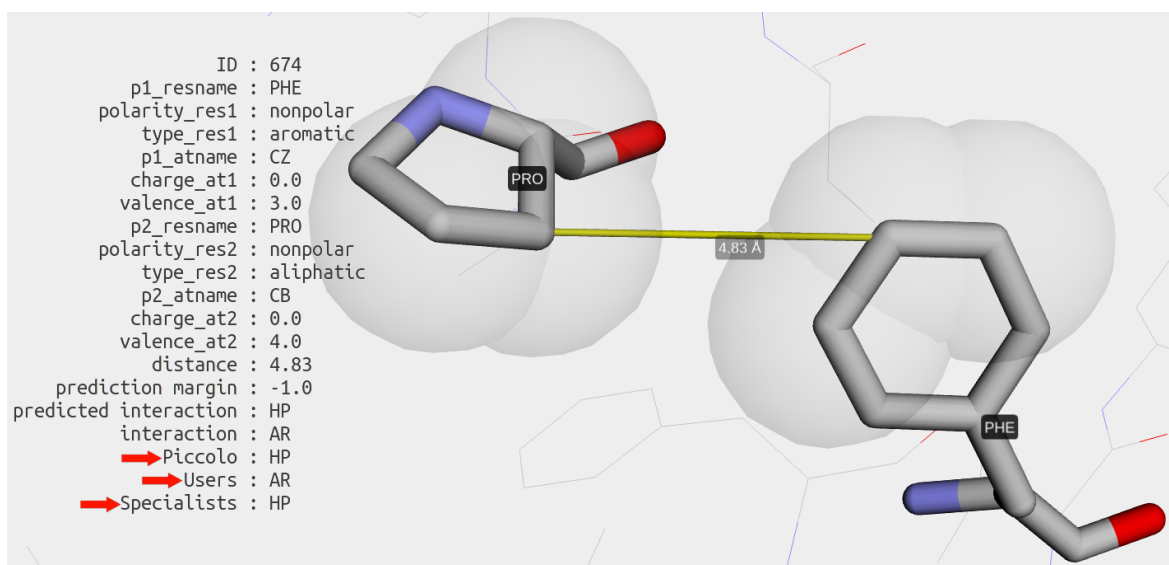 ID : 674
p1_resname : PHE
polarity_res1 : nonpolar
type_res1 : aromatic
p1_atname : CZ
charge_at1 : 0.0
valence_at1 : 3.0
p2_resname : PRO
polarity_res2 : nonpolar
type_res2 : aliphatic
p2_atname : CB
charge_at2 : 0.0
valence_at2 : 4.0
distance : 4.83
prediction margin : -1.0
predicted interaction : HP
interaction : AR
Piccolo : HP
Users : AR
Specialists : HP
PRO
4.83 Å
PHE